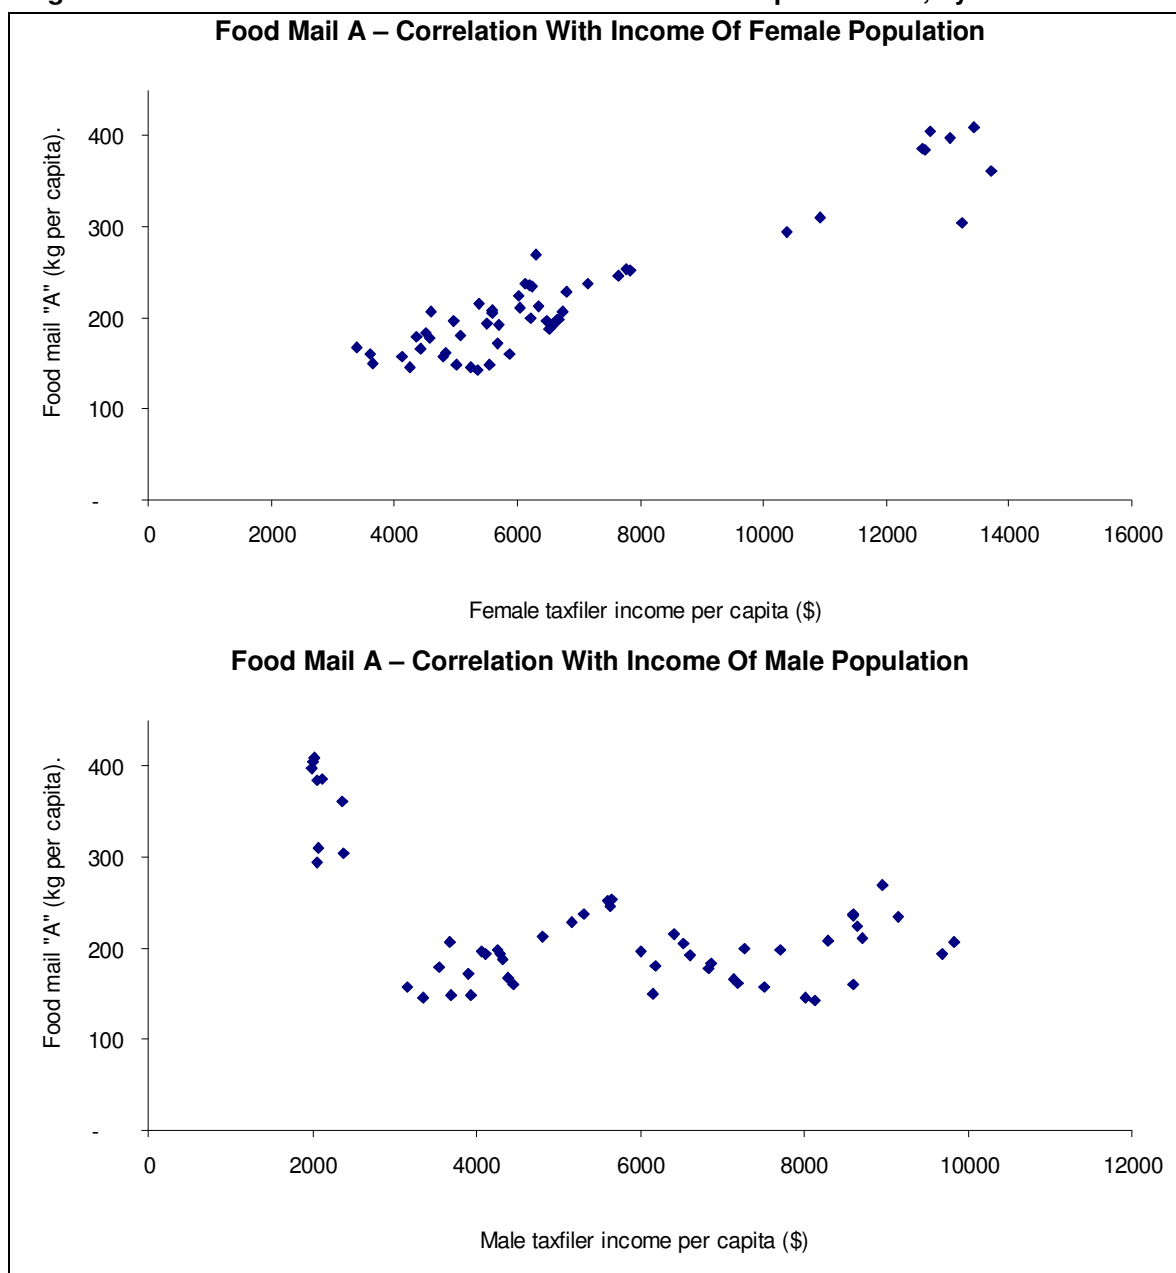 Food Mail A – Correlation With Income Of Female Population
Food mail "A" (kg per capita).
400
300
200
100
-
0 2000 4000 6000 8000 10000 12000 14000 16000
Female taxfiler income per capita ($)
Food Mail A – Correlation With Income Of Male Population
Food mail "A" (kg per capita).
400
300
200
100
-
0 2000 4000 6000 8000 10000 12000
Male taxfiler income per capita ($)